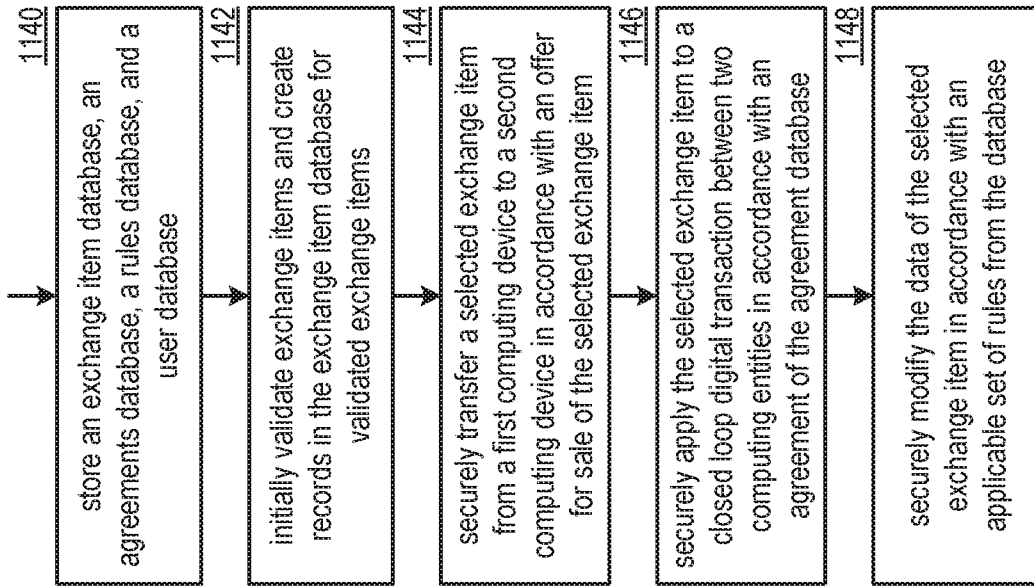 1140
store an exchange item database, an
agreements database, a rules database, and a
user database
1142
initially validate exchange items and create
records in the exchange item database for
validated exchange items
1144
securely transfer a selected exchange item
from a first computing device to a second
computing device in accordance with an offer
for sale of the selected exchange item
1146
securely apply the selected exchange item to a
closed loop digital transaction between two
computing entities in accordance with an
agreement of the agreement database
1148
securely modify the data of the selected
exchange item in accordance with an
applicable set of rules from the database